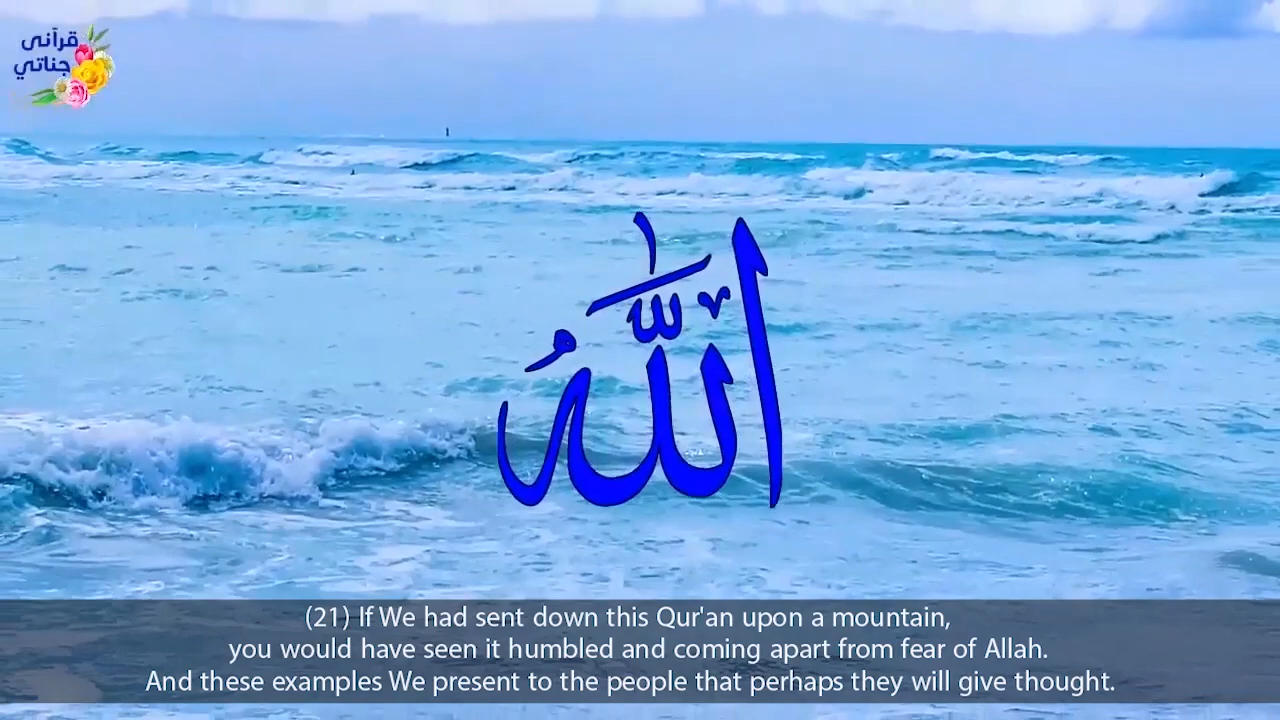 قرآنى
جناتي
اللهُ
(21) If We had sent down this Qur'an upon a mountain,
you would have seen it humbled and coming apart from fear of Allah.
And these examples We present to the people that perhaps they will give thought.